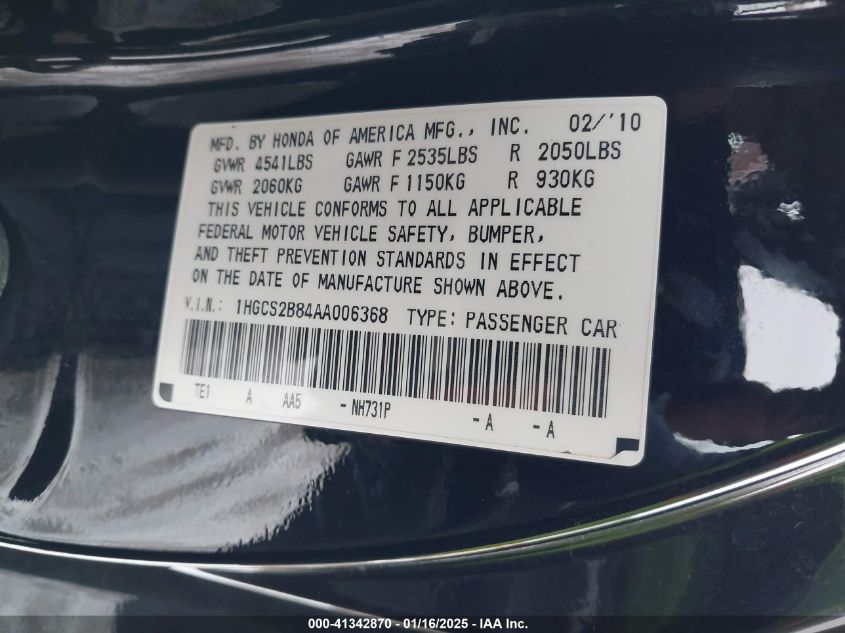 MFD. BY HONDA OF AMERICA MFG., INC. 02/'10
GVWR 4541LBS GAWR F 2535LBS R 2050LBS
GVWR 2060KG GAWR F 1150KG R 930KG
THIS VEHICLE CONFORMS TO ALL APPLICABLE
FEDERAL MOTOR VEHICLE SAFETY, BUMPER,
AND THEFT PREVENTION STANDARDS IN EFFECT
ON THE DATE OF MANUFACTURE SHOWN ABOVE.
V.I.N.: 1HGCS2B84AA006368 TYPE: PASSENGER CAR
TE1 A AA5 - NH731P - A - A
000-41342870 - 01/16/2025 - IAA Inc.